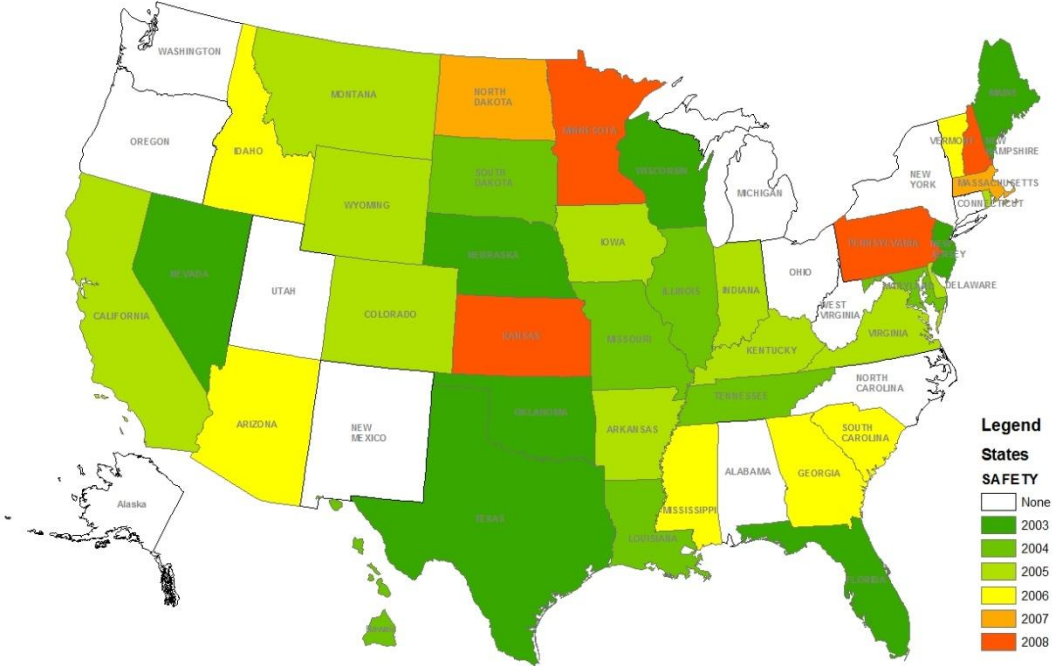 WASHINGTON
MONTANA
NORTH
DAKOTA
MINNESOTA
MAINE
OREGON
IDAHO
SOUTH
DAKOTA
WISCONSIN
MICHIGAN
VERMONT
NEW
HAMPSHIRE
NEW
YORK
MASSACHUSETTS
CONNECTICUT
WYOMING
IOWA
NEBRASKA
PENNSYLVANIA
NEW
JERSEY
NEVADA
UTAH
COLORADO
ILLINOIS
INDIANA
OHIO
MARYLAND
DELAWARE
CALIFORNIA
KANSAS
MISSOURI
WEST
VIRGINIA
VIRGINIA
KENTUCKY
NORTH
CAROLINA
TENNESSEE
ARIZONA
NEW
MEXICO
OKLAHOMA
ARKANSAS
SOUTH
CAROLINA
ALABAMA
GEORGIA
MISSISSIPPI
Alaska
TEXAS
LOUISIANA
FLORIDA
Hawaii
Legend
States
SAFETY
None
2003
2004
2005
2006
2007
2008